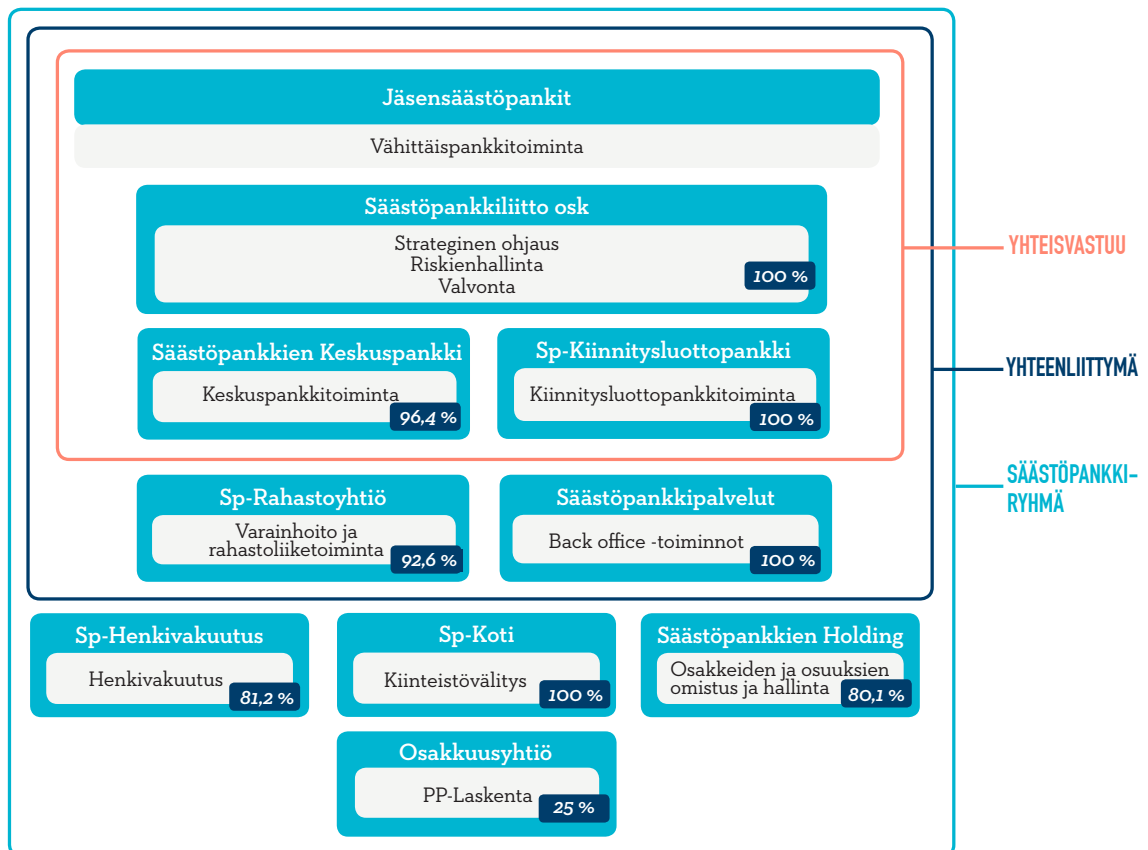 Jäsensäästöpankit
Vähittäispankkitoiminta
Säästöpankkiliitto osk
Strateginen ohjaus
Riskienhallinta
Valvonta
100 %
YHTEISVASTUU
Säästöpankkien Keskuspankki
Keskuspankkitoiminta
96,4 %
Sp-Kiinnitysluottopankki
Kiinnitysluottopankkitoiminta
100 %
YHTEENLIITTYMÄ
Sp-Rahastoyhtiö
Varainhoito ja
rahastoliiketoiminta
92,6 %
Säästöpankkipalvelut
Back office -toiminnot
100 %
SÄÄSTÖPANKKI-
RYHMÄ
Sp-Henkivakuutus
Henkivakuutus
81,2 %
Sp-Koti
Kiinteistövälitys
100 %
Säästöpankkien Holding
Osakkeiden ja osuuksien
omistus ja hallinta
80,1 %
Osakkuusyhtiö
PP-Laskenta
25 %